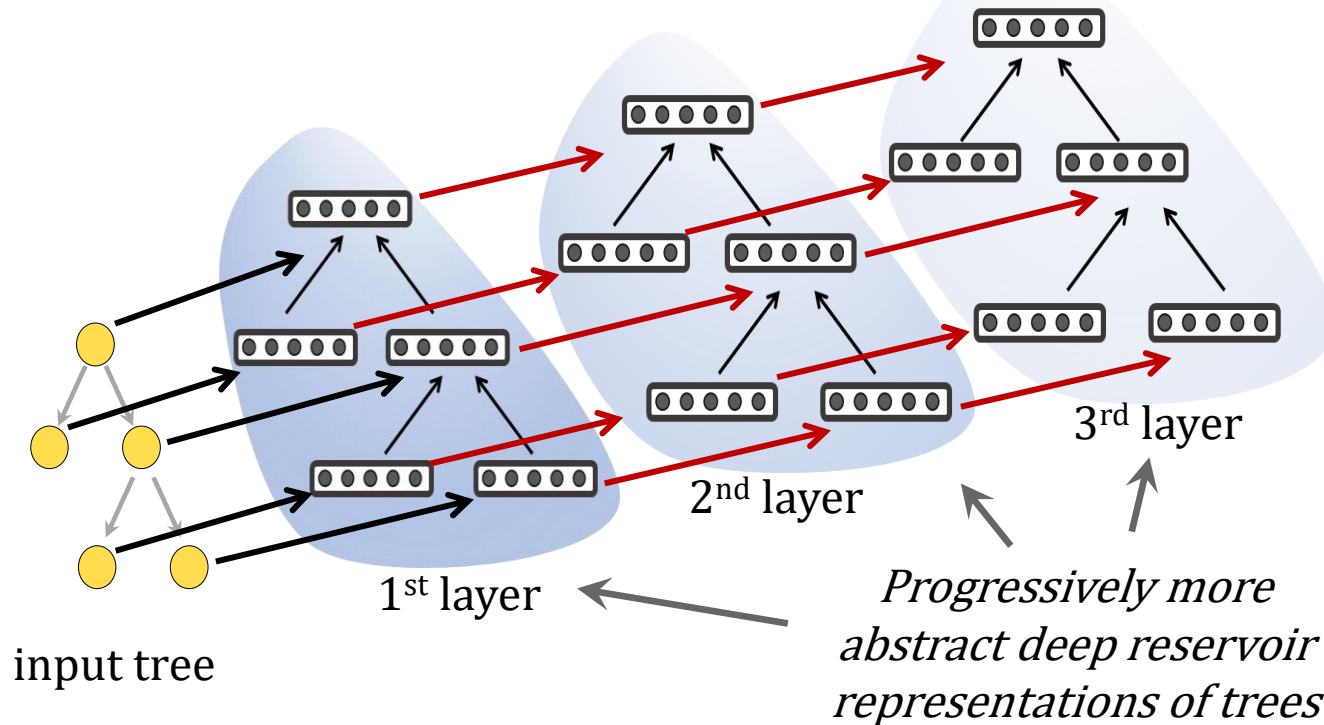 3rd layer
2nd layer
1st layer
input tree
Progressively more
abstract deep reservoir
representations of trees